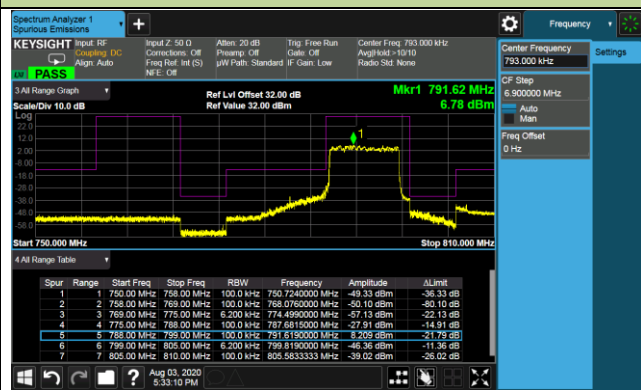 Spectrum Analyzer 1
Spurious Emissions
Frequency
KEYSIGHT
Input: RF
Coupling: DC
Align: Auto
Input Z: 50 Ω
Corrections: Off
Freq Ref: Int (S)
NFE: Off
Atten: 20 dB
Preamp: Off
µW Path: Standard
Trig: Free Run
Gate: Off
IF Gain: Low
Center Freq: 793.000 kHz
Avg|Hold:>10/10
Radio Std: None
PASS
Center Frequency
793.000 kHz
Settings
CF Step
6.900000 MHz
Auto
Man
Freq Offset
0 Hz
3 All Range Graph
Scale/Div 10.0 dB
Ref Lvl Offset 32.00 dB
Ref Value 32.00 dBm
Mkr1 791.62 MHz
6.78 dBm
Log
22.0
12.0
2.00
-8.00
-18.0
-28.0
-38.0
-48.0
-58.0
1
Start 750.000 MHz
Stop 810.000 MHz
4 All Range Table
Spur Range Start Freq Stop Freq RBW Frequency Amplitude ΔLimit
1 1 750.00 MHz 758.00 MHz 100.0 kHz 750.7240000 MHz -49.33 dBm -36.33 dB
2 2 758.00 MHz 769.00 MHz 100.0 kHz 768.0760000 MHz -50.10 dBm -80.10 dB
3 3 769.00 MHz 775.00 MHz 6.200 kHz 774.4990000 MHz -57.13 dBm -22.13 dB
4 4 775.00 MHz 788.00 MHz 100.0 kHz 787.6815000 MHz -27.91 dBm -14.91 dB
5 5 788.00 MHz 799.00 MHz 100.0 kHz 791.6190000 MHz 8.209 dBm -21.79 dB
6 6 799.00 MHz 805.00 MHz 6.200 kHz 799.8190000 MHz -46.36 dBm -11.36 dB
7 7 805.00 MHz 810.00 MHz 100.0 kHz 805.5833333 MHz -39.02 dBm -26.02 dB
?
Aug 03, 2020
5:33:10 PM